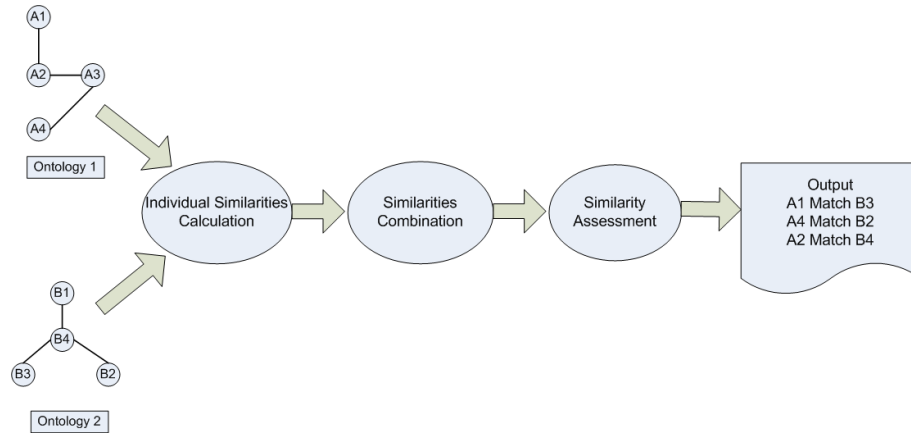 A1
A2
A3
A4
Ontology 1
Individual Similarities
Calculation
Similarities
Combination
Similarity
Assessment
Output
A1 Match B3
A4 Match B2
A2 Match B4
B1
B4
B3
B2
Ontology 2